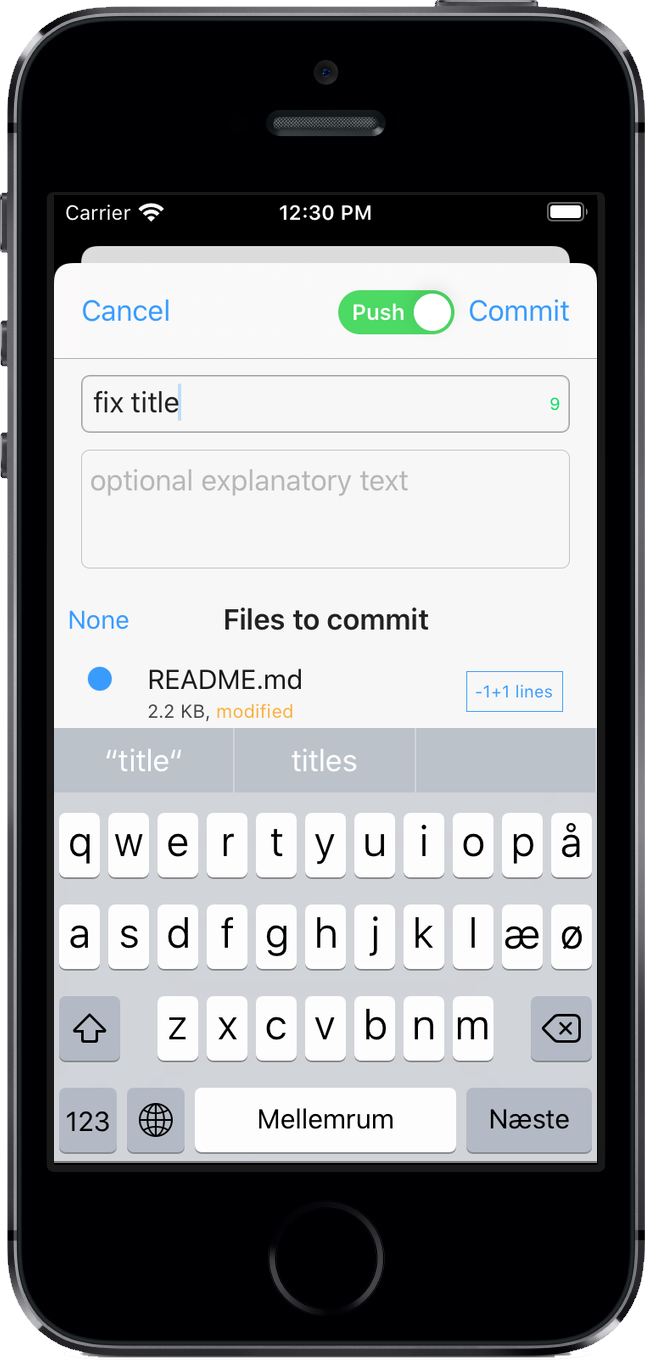 Carrier 12:30 PM
Cancel Push Commit
fix title 9
optional explanatory text
None Files to commit
README.md -1+1 lines
2.2 KB, modified
“title“ titles
q w e r t y u i o p å
a s d f g h j k l æ ø
z x c v b n m
123 Mellemrum Næste